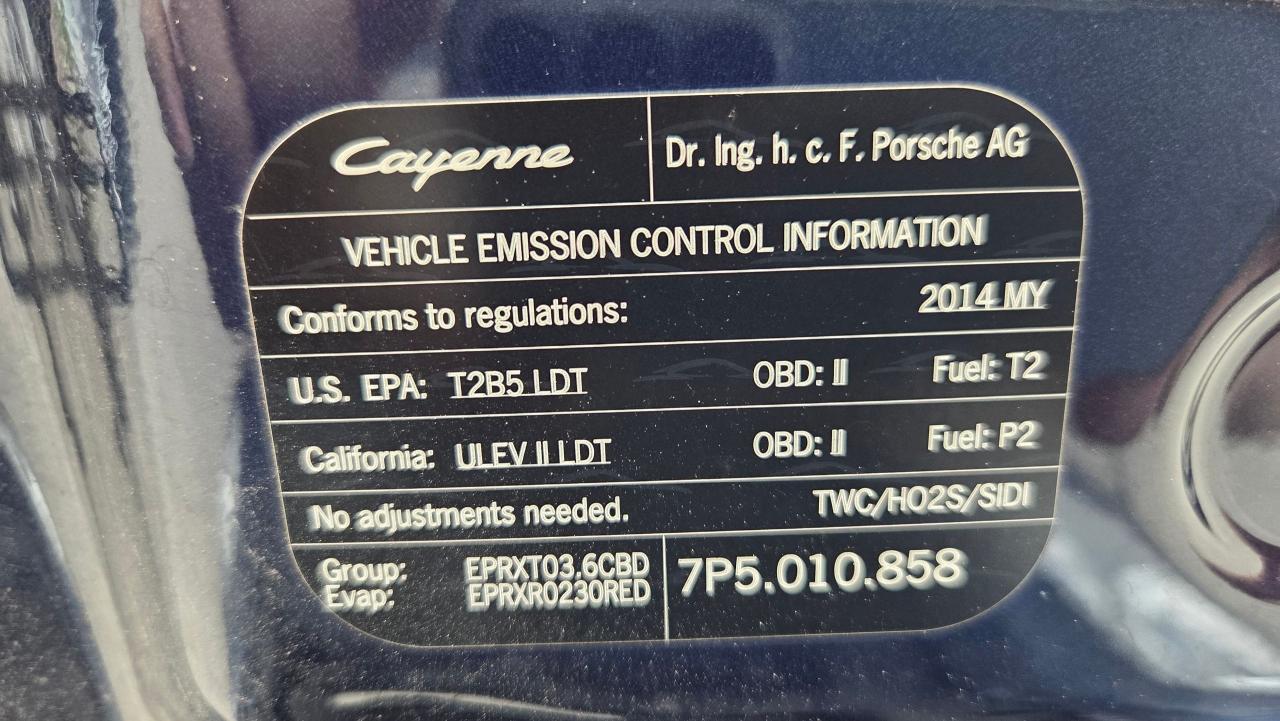 Cayenne Dr. Ing. h. c. F. Porsche AG
VEHICLE EMISSION CONTROL INFORMATION
Conforms to regulations: 2014 MY
U.S. EPA: T2B5 LDT OBD: II Fuel: T2
California: ULEV II LDT OBD: II Fuel: P2
No adjustments needed. TWC/HO2S/SIDI
Group: EPRXT03.6CBD
Evap: EPRXR0230RED
7P5.010.858